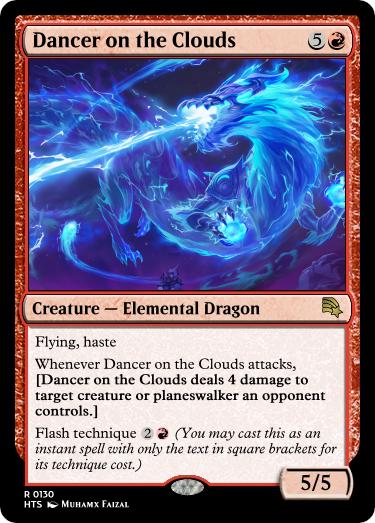 Dancer on the Clouds 5
Creature — Elemental Dragon
Flying, haste
Whenever Dancer on the Clouds attacks,
[Dancer on the Clouds deals 4 damage to
target creature or planeswalker an opponent
controls.]
Flash technique 2 (You may cast this as an
instant spell with only the text in square brackets for
its technique cost.)
5/5
R 0130
HTS Muhamx Faizal